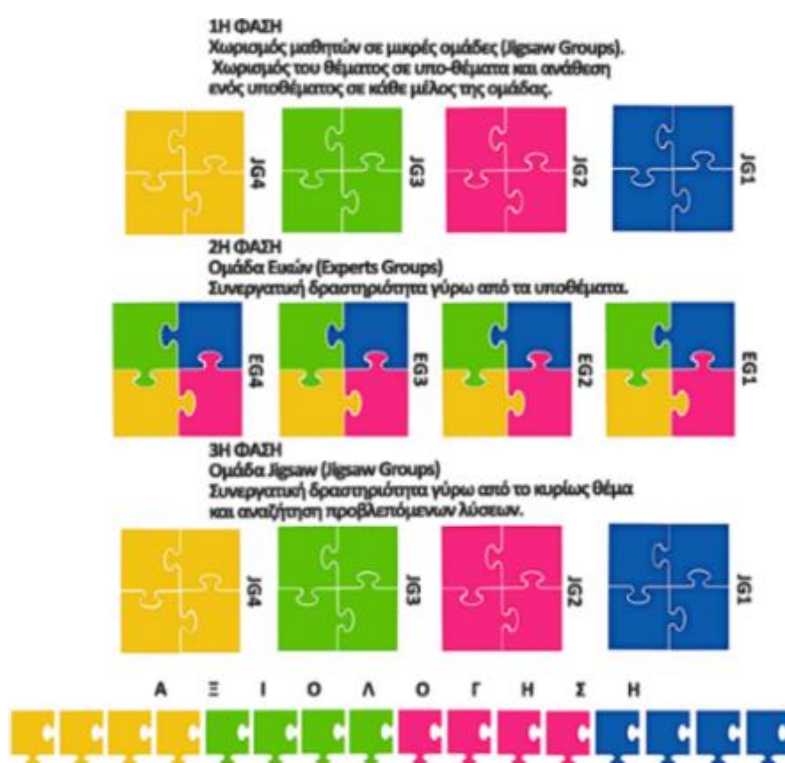 1Η ΦΑΣΗ
Χωρισμός μαθητών σε μικρές ομάδες (Jigsaw Groups).
Χωρισμός του θέματος σε υπο-θέματα και ανάθεση
ενός υποθέματος σε κάθε μέλος της ομάδας.
JG4 JG3 JG2 JG1
2Η ΦΑΣΗ
Ομάδα Εικών (Experts Groups)
Συνεργατική δραστηριότητα γύρω από τα υποθέματα.
EG4 EG3 EG2 EG1
3Η ΦΑΣΗ
Ομάδα Jigsaw (Jigsaw Groups)
Συνεργατική δραστηριότητα γύρω από το κυρίως θέμα
και αναζήτηση προβλεπόμενων λύσεων.
JG4 JG3 JG2 JG1
Α Ξ Ι Ο Λ Ο Γ Η Σ Η